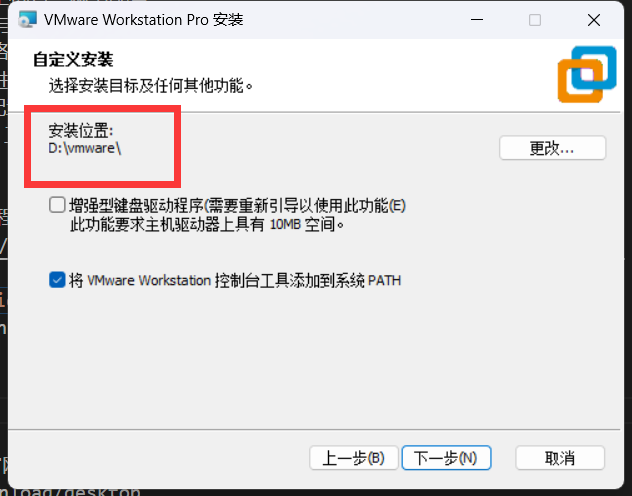 VMware Workstation Pro 安装
自定义安装
选择安装目标及任何其他功能。
安装位置:
D:\vmware\
更改...
增强型键盘驱动程序(需要重新引导以使用此功能(E)
此功能要求主机驱动器上具有 10MB 空间。
将 VMware Workstation 控制台工具添加到系统 PATH
上一步(B)
下一步(N)
取消
nload/desktop